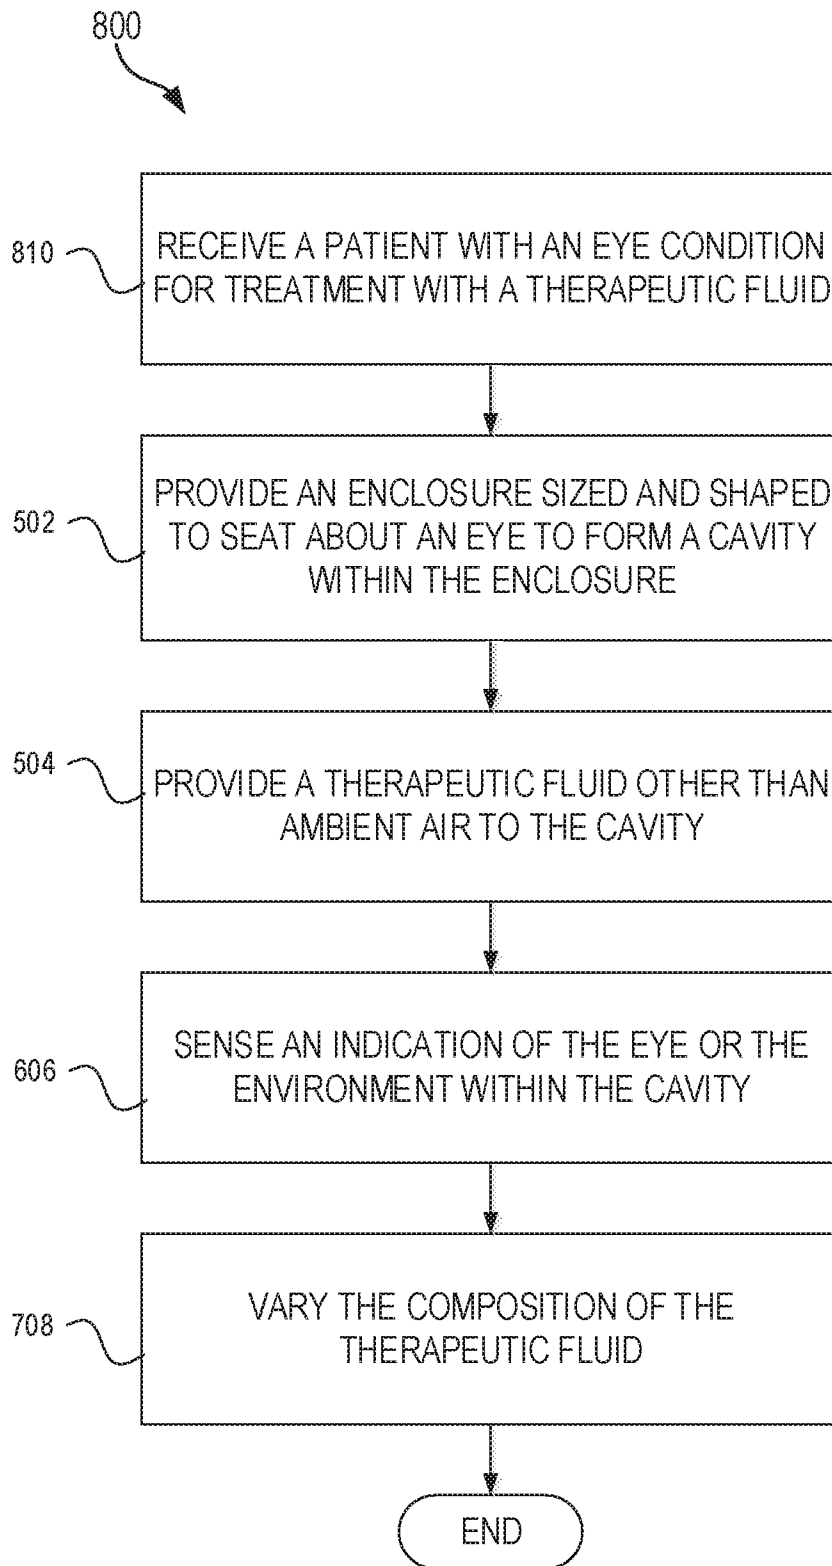 800
810
RECEIVE A PATIENT WITH AN EYE CONDITION
FOR TREATMENT WITH A THERAPEUTIC FLUID
502
PROVIDE AN ENCLOSURE SIZED AND SHAPED
TO SEAT ABOUT AN EYE TO FORM A CAVITY
WITHIN THE ENCLOSURE
504
PROVIDE A THERAPEUTIC FLUID OTHER THAN
AMBIENT AIR TO THE CAVITY
606
SENSE AN INDICATION OF THE EYE OR THE
ENVIRONMENT WITHIN THE CAVITY
708
VARY THE COMPOSITION OF THE
THERAPEUTIC FLUID
END